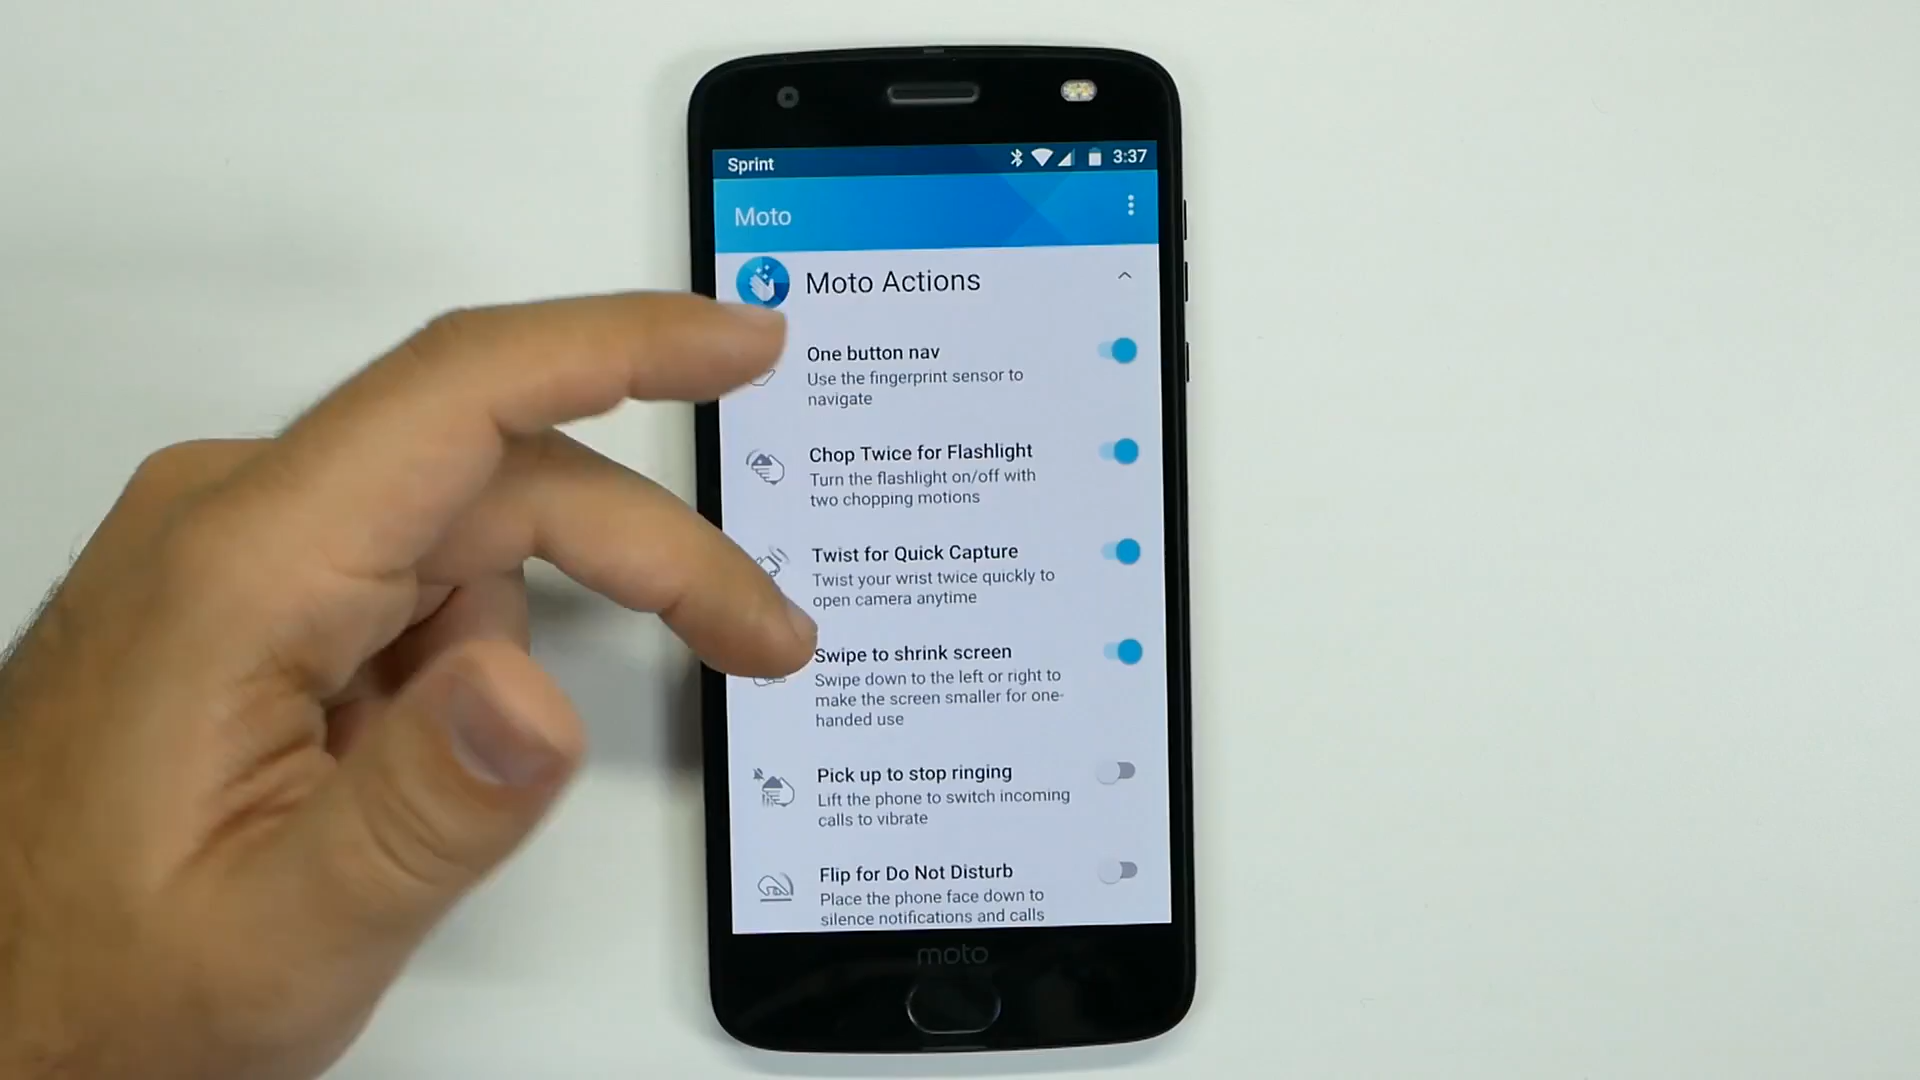 Sprint
3:37
Moto
Moto Actions
One button nav
Use the fingerprint sensor to
navigate
Chop Twice for Flashlight
Turn the flashlight on/off with
two chopping motions
Twist for Quick Capture
Twist your wrist twice quickly to
open camera anytime
Swipe to shrink screen
Swipe down to the left or right to
make the screen smaller for one-
handed use
Pick up to stop ringing
Lift the phone to switch incoming
calls to vibrate
Flip for Do Not Disturb
Place the phone face down to
silence notifications and calls
moto